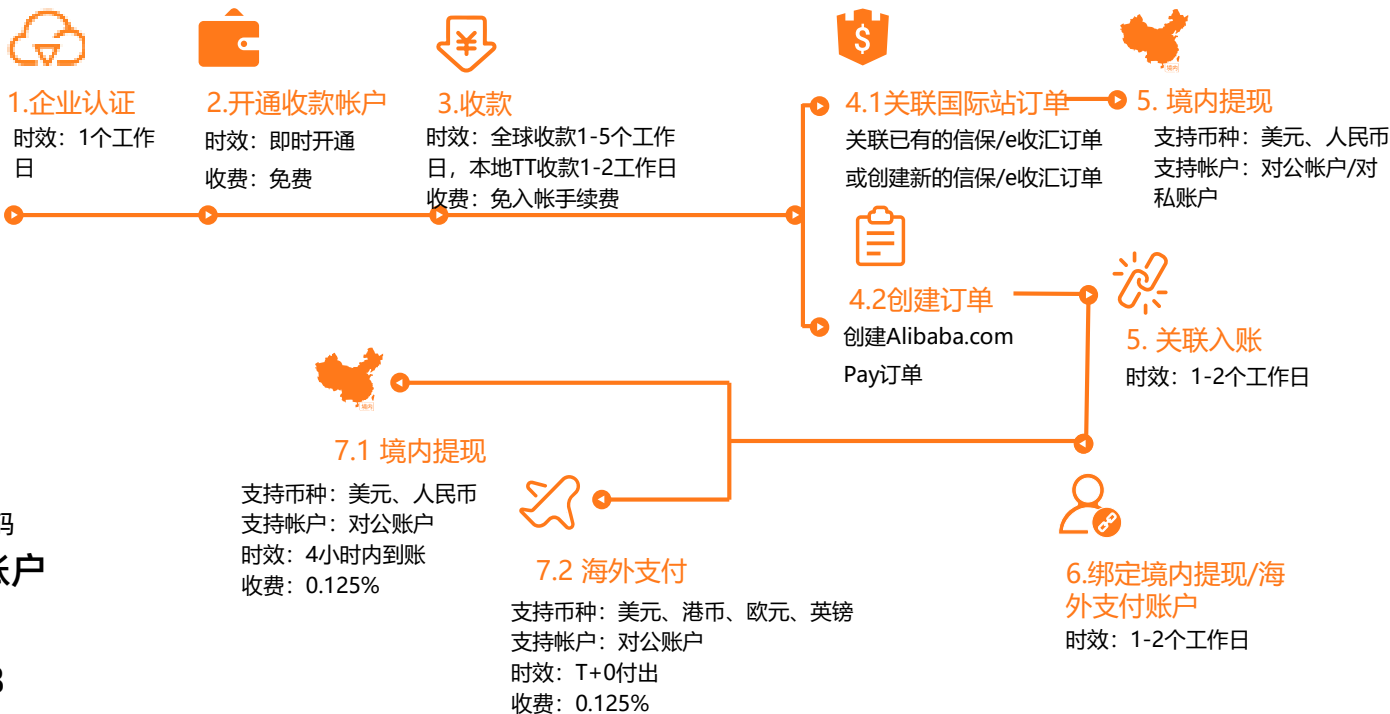 1.企业认证
时效：1个工作
日
2.开通收款帐户
时效：即时开通
收费：免费
3.收款
时效：全球收款1-5个工作
日，本地TT收款1-2工作日
收费：免入帐手续费
4.1关联国际站订单
关联已有的信保/e收汇订单
或创建新的信保/e收汇订单
5. 境内提现
支持币种：美元、人民币
支持帐户：对公帐户/对
私账户
4.2创建订单
创建Alibaba.com
Pay订单
5. 关联入账
时效：1-2个工作日
6.绑定境内提现/海
外支付账户
时效：1-2个工作日
7.1 境内提现
支持币种：美元、人民币
支持帐户：对公账户
时效：4小时内到账
收费：0.125%
7.2 海外支付
支持币种：美元、港币、欧元、英镑
支持帐户：对公账户
时效：T+0付出
收费：0.125%
码
户